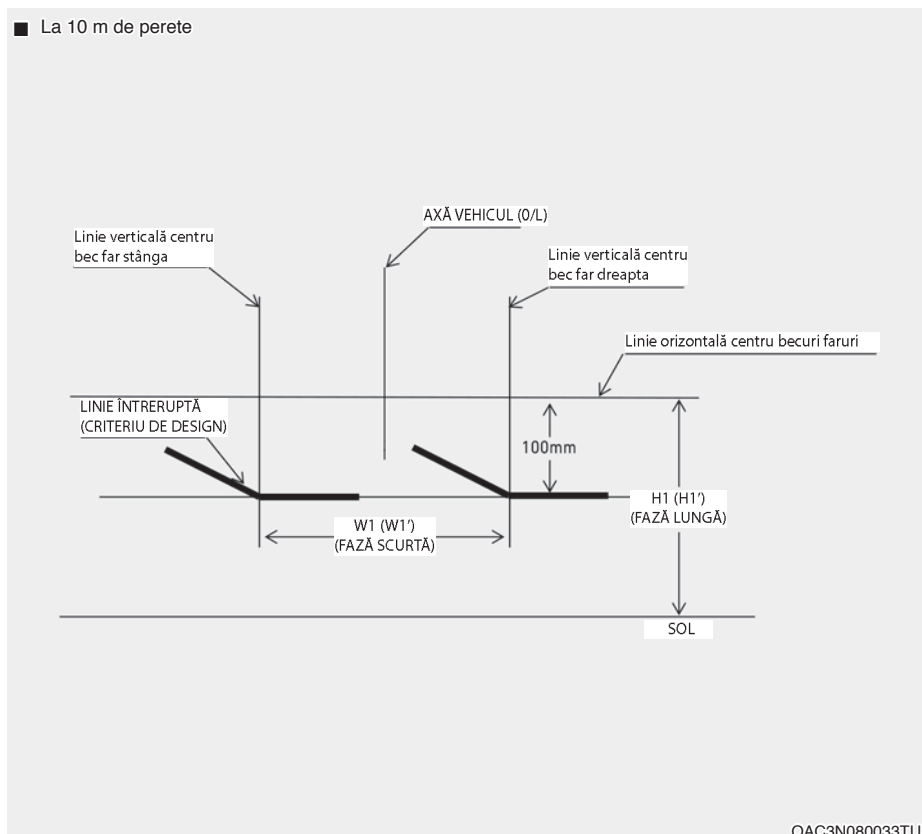 ■ La 10 m de perete
AXĂ VEHICUL (0/L)
Linie verticală centru
bec far stânga
Linie verticală centru
bec far dreapta
Linie orizontală centru becuri faruri
LINIE ÎNTRERUPTĂ
(CRITERIU DE DESIGN)
100mm
H1 (H1’)
(FAZĂ LUNGĂ)
W1 (W1’)
(FAZĂ SCURTĂ)
SOL
OAC3N080033TU